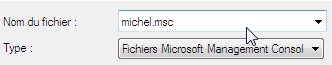 Nom du fichier : michel.msc
Type : Fichiers Microsoft Management Consol